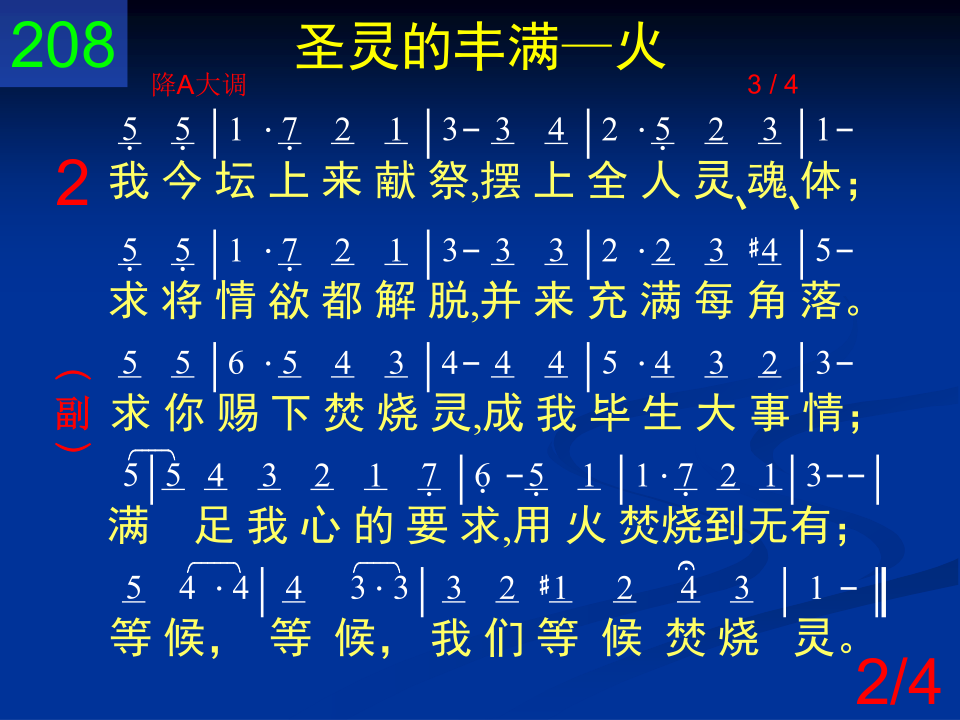 208
圣灵的丰满—火
降A大调 3 / 4
5 5 | 1 · 7 2 1 | 3 - 3 4 | 2 · 5 2 3 | 1 -
2 我今坛上来献祭,摆上全人灵、魂、体；
5 5 | 1 · 7 2 1 | 3 - 3 3 | 2 · 2 3 #4 | 5 -
求将情欲都解脱,并来充满每角落。
5 5 | 6 · 5 4 3 | 4 - 4 4 | 5 · 4 3 2 | 3 -
（副） 求你赐下焚烧灵,成我毕生大事情；
5 | 5 4 3 2 1 7 | 6 - 5 1 | 1 · 7 2 1 | 3 - - |
满 足我心的要求,用火焚烧到无有；
5 4 · 4 | 4 3 · 3 | 3 2 #1 2 4 3 | 1 - ‖
等候， 等候，我们等候焚烧 灵。
2/4